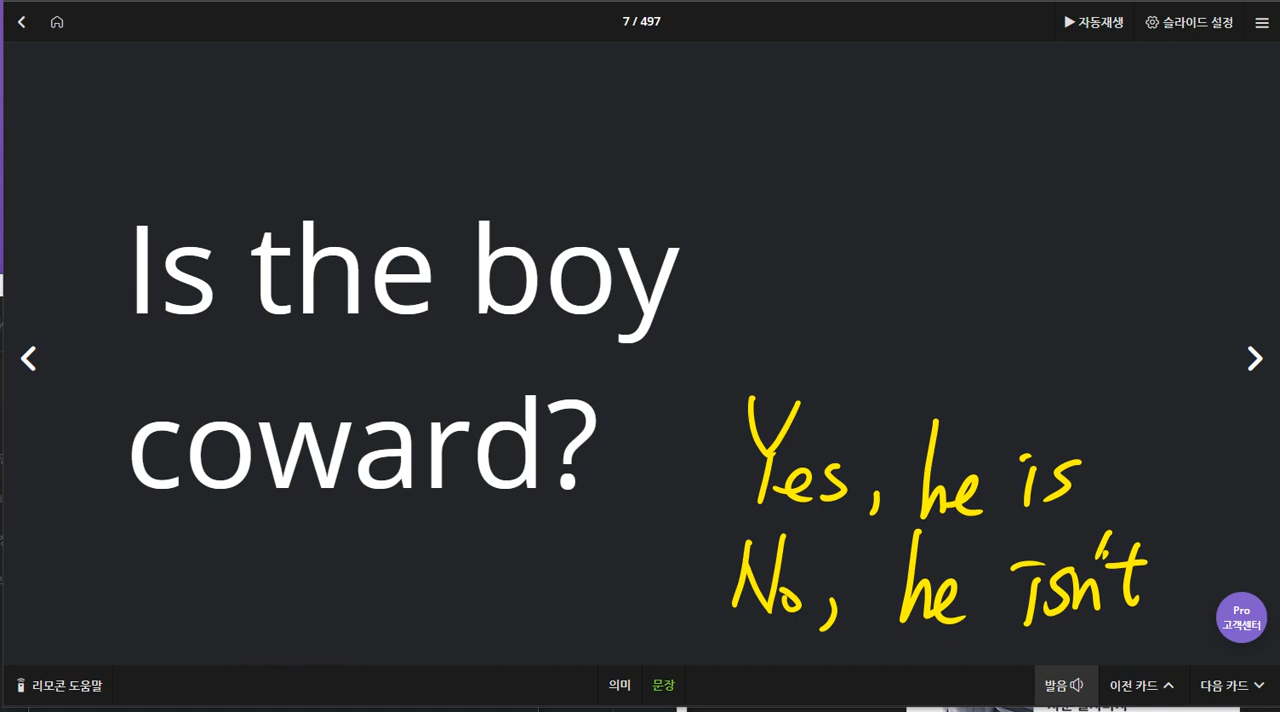 7 / 497
자동재생
슬라이드 설정
Is the boy
coward?
Yes, he is
No, he isn't
Pro
고객센터
리모콘 도움말
의미
문장
발음
이전 카드
다음 카드